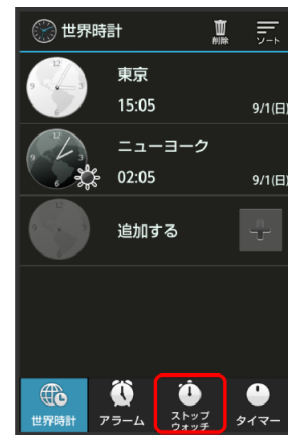 世界時計
削除
ソート
東京
15:05
9/1(日)
ニューヨーク
02:05
9/1(日)
追加する
世界時計
アラーム
ストップ
ウォッチ
タイマー